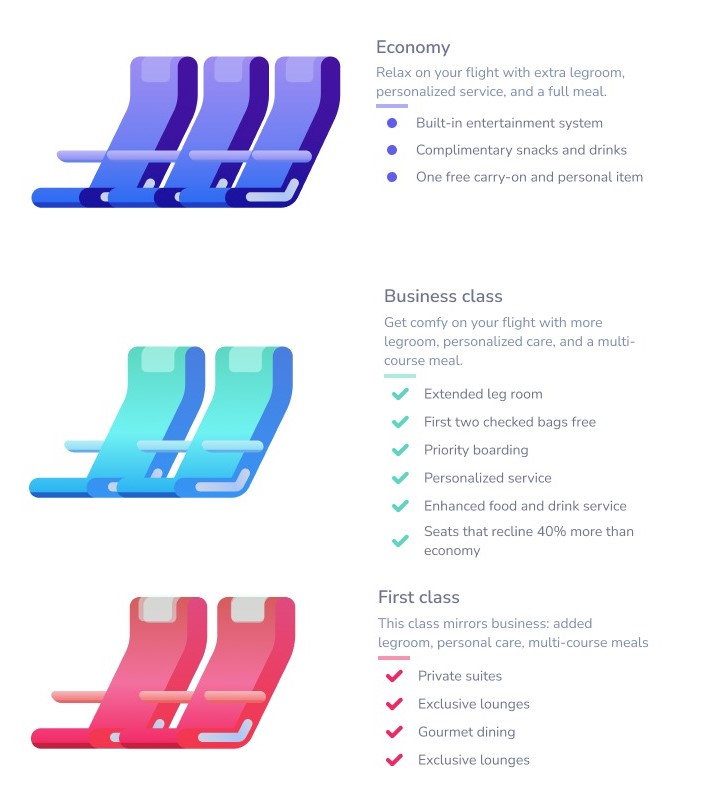 Economy
Relax on your flight with extra legroom,
personalized service, and a full meal.
Built-in entertainment system
Complimentary snacks and drinks
One free carry-on and personal item
Business class
Get comfy on your flight with more
legroom, personalized care, and a multi-
course meal.
Extended leg room
First two checked bags free
Priority boarding
Personalized service
Enhanced food and drink service
Seats that recline 40% more than
economy
First class
This class mirrors business: added
legroom, personal care, multi-course meals
Private suites
Exclusive lounges
Gourmet dining
Exclusive lounges